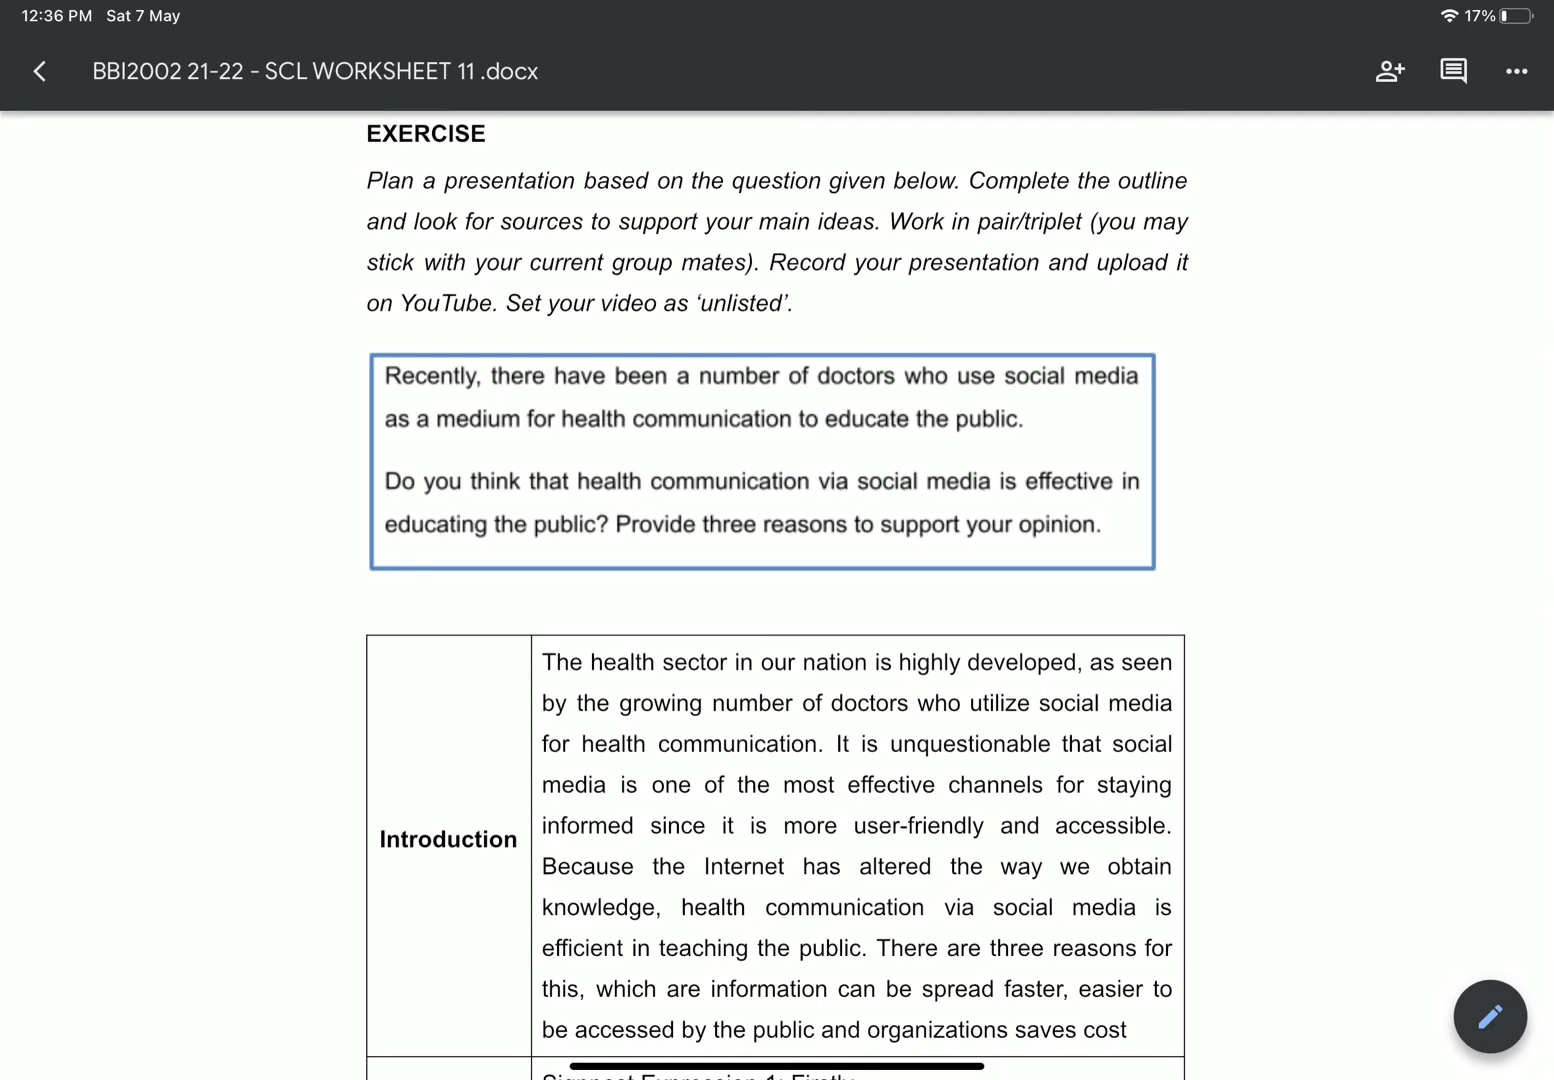 12:36 PM Sat 7 May
17%
BBI2002 21-22 - SCL WORKSHEET 11 .docx
EXERCISE
Plan a presentation based on the question given below. Complete the outline
and look for sources to support your main ideas. Work in pair/triplet (you may
stick with your current group mates). Record your presentation and upload it
on YouTube. Set your video as ‘unlisted’.
Recently, there have been a number of doctors who use social media
as a medium for health communication to educate the public.
Do you think that health communication via social media is effective in
educating the public? Provide three reasons to support your opinion.
Introduction
The health sector in our nation is highly developed, as seen
by the growing number of doctors who utilize social media
for health communication. It is unquestionable that social
media is one of the most effective channels for staying
informed since it is more user-friendly and accessible.
Because the Internet has altered the way we obtain
knowledge, health communication via social media is
efficient in teaching the public. There are three reasons for
this, which are information can be spread faster, easier to
be accessed by the public and organizations saves cost